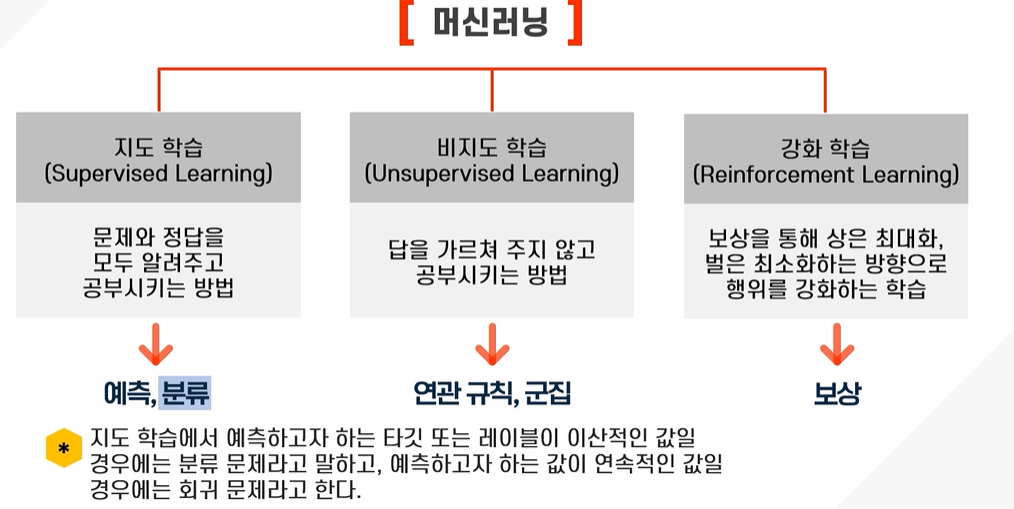 [ 머신러닝 ]
지도 학습
(Supervised Learning)
문제와 정답을
모두 알려주고
공부시키는 방법
예측, 분류
비지도 학습
(Unsupervised Learning)
답을 가르쳐 주지 않고
공부시키는 방법
연관 규칙, 군집
강화 학습
(Reinforcement Learning)
보상을 통해 상은 최대화,
벌은 최소화하는 방향으로
행위를 강화하는 학습
보상
* 지도 학습에서 예측하고자 하는 타깃 또는 레이블이 이산적인 값일
경우에는 분류 문제라고 말하고, 예측하고자 하는 값이 연속적인 값일
경우에는 회귀 문제라고 한다.